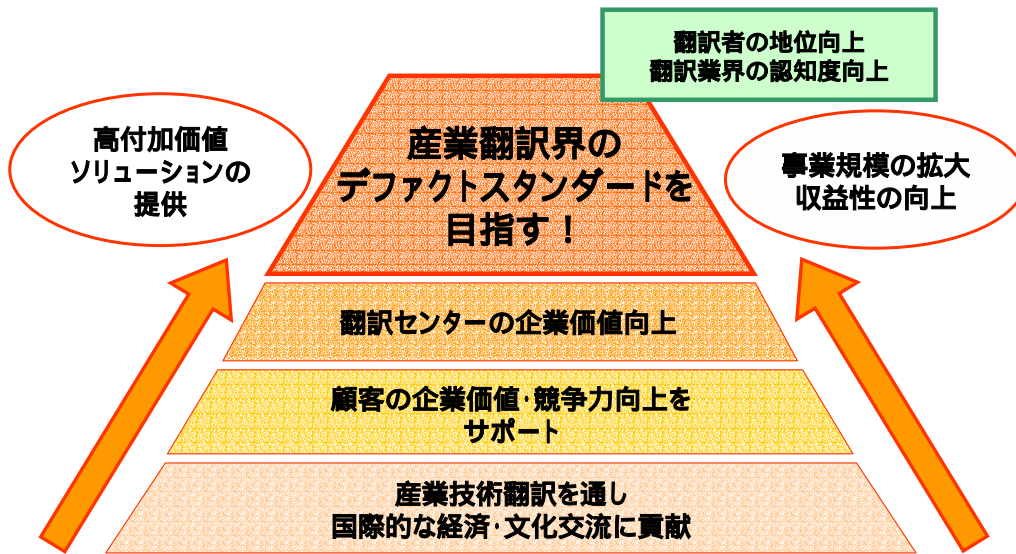 翻訳者の地位向上
翻訳業界の認知度向上
高付加価値
ソリューションの
提供
産業翻訳界の
デファクトスタンダードを
目指す！
事業規模の拡大
収益性の向上
翻訳センターの企業価値向上
顧客の企業価値・競争力向上を
サポート
産業技術翻訳を通し
国際的な経済・文化交流に貢献